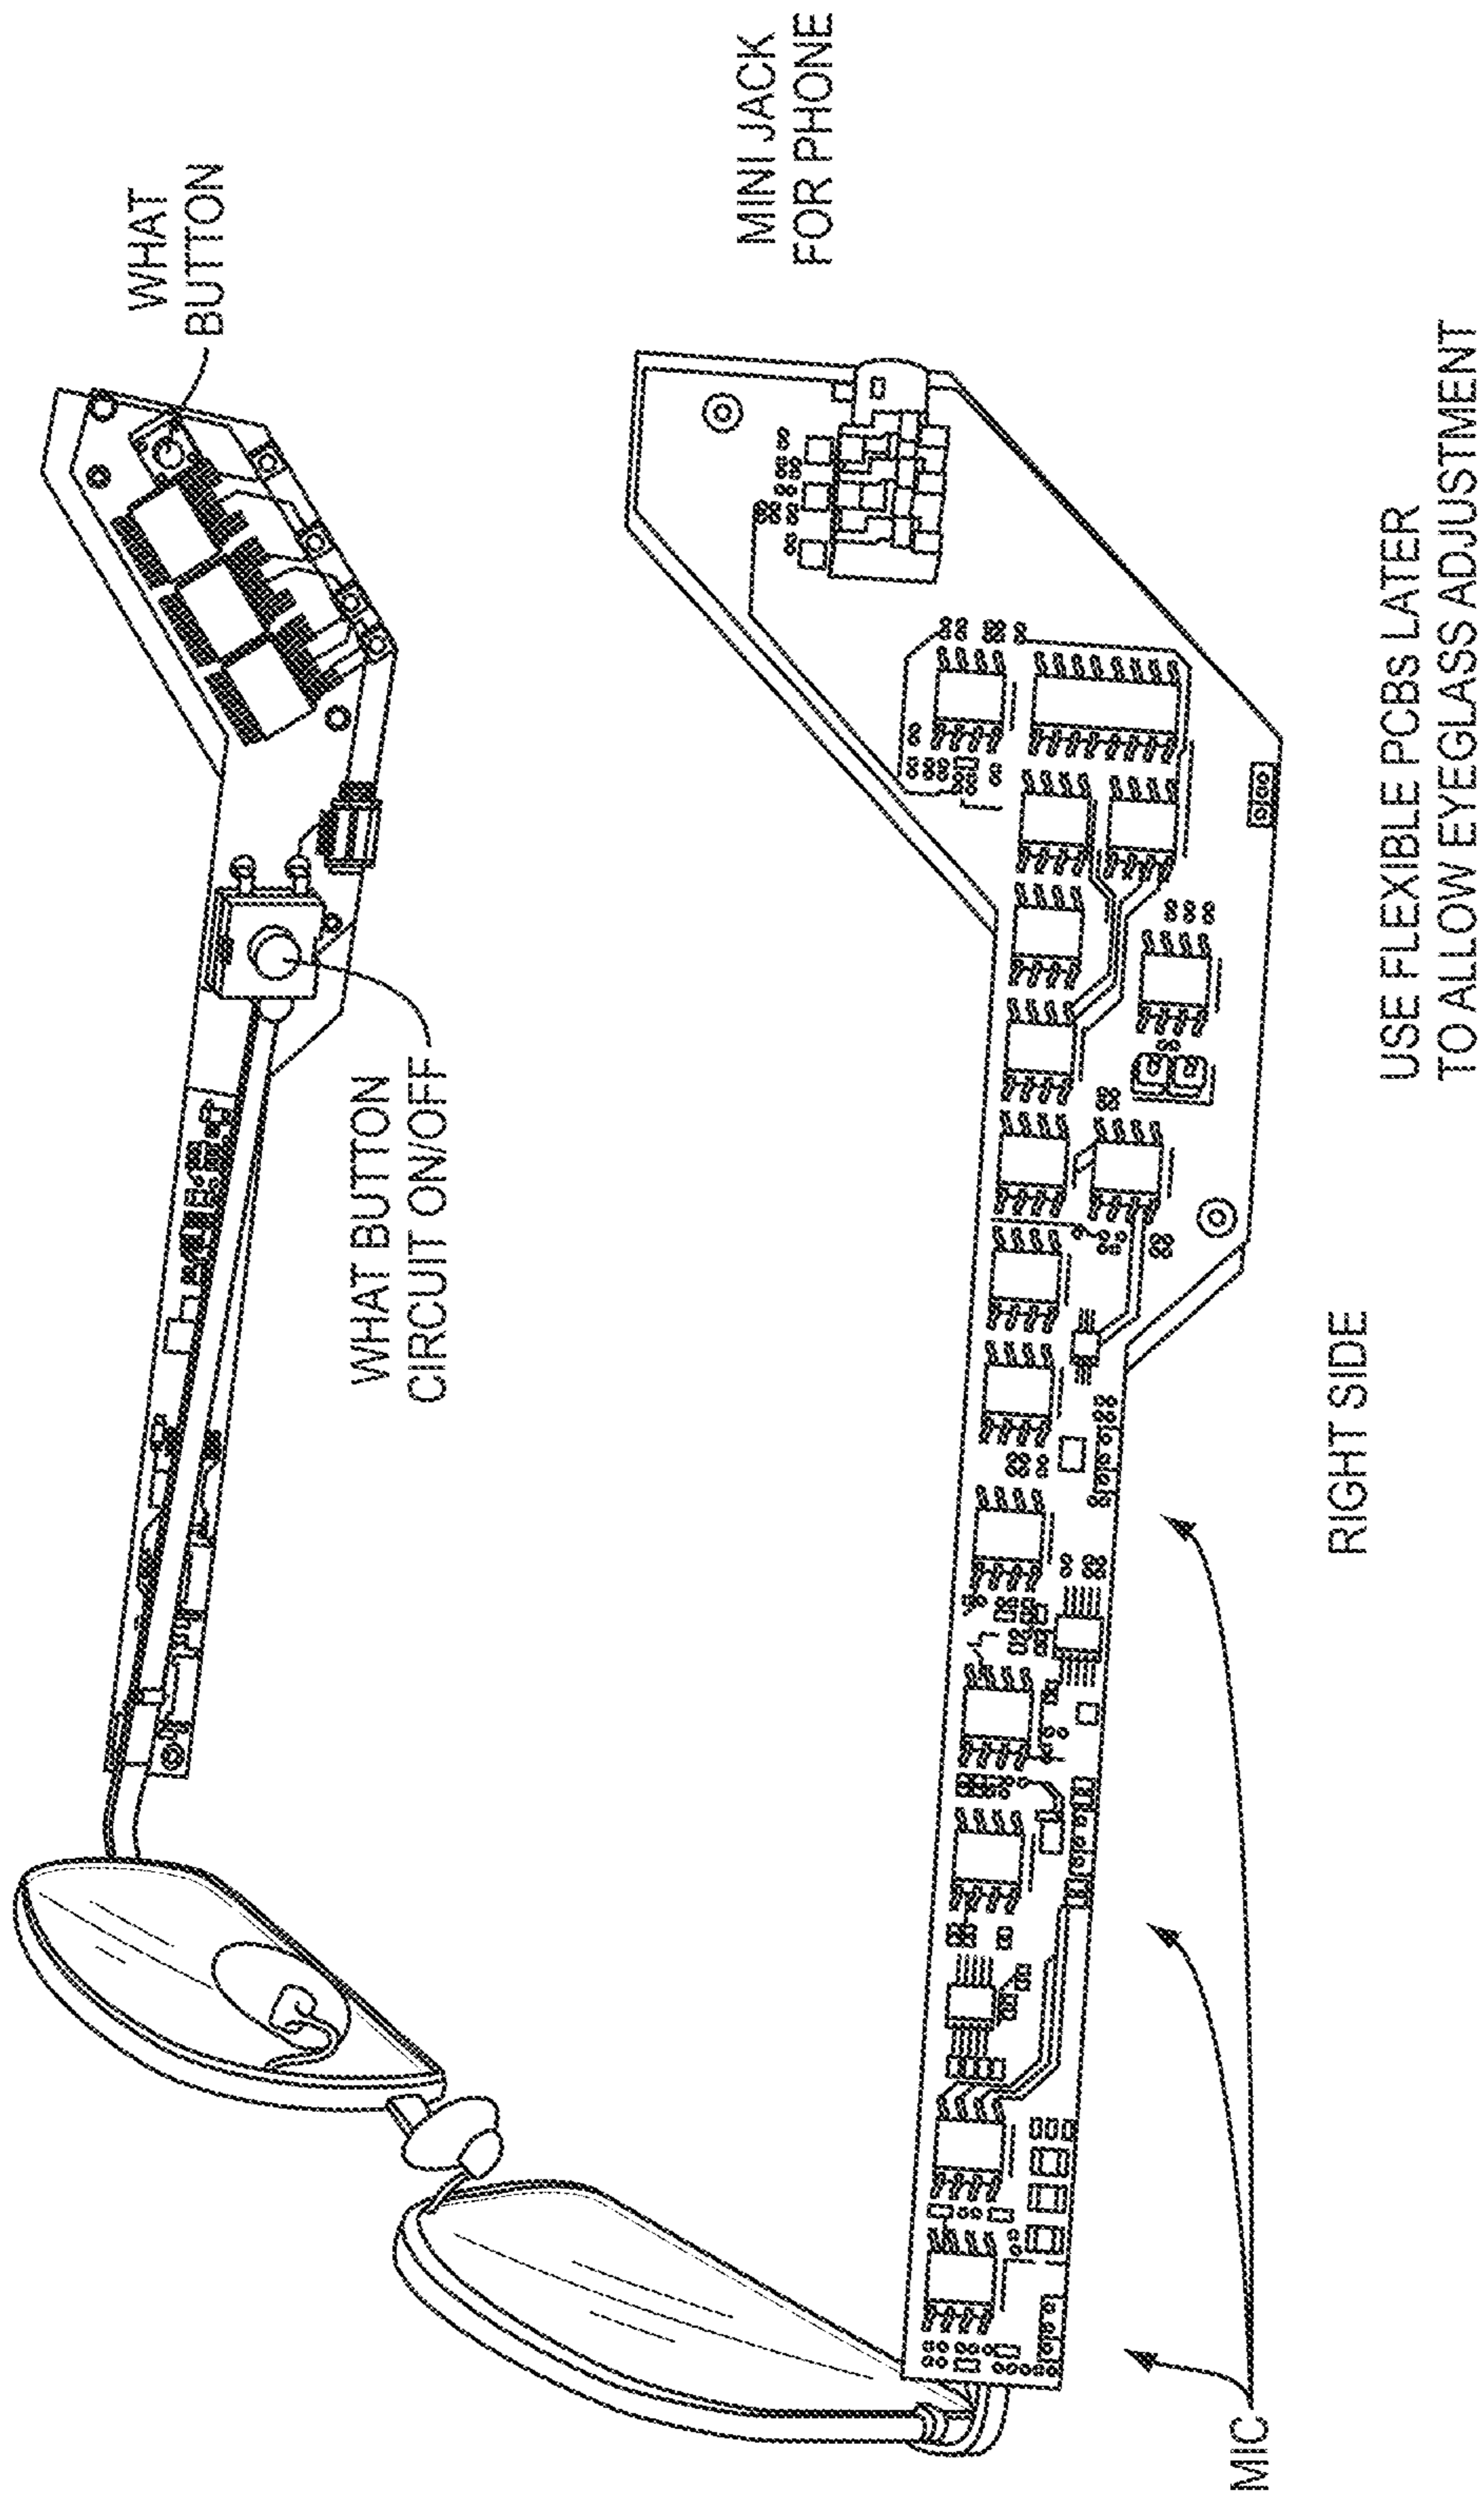 WHAT
BUTTON
MINI JACK
FOR PHONE
WHAT BUTTON
CIRCUIT ON/OFF
MIC
RIGHT SIDE
USE FLEXIBLE PCBs LATER
TO ALLOW EYEGLASS ADJUSTMENT